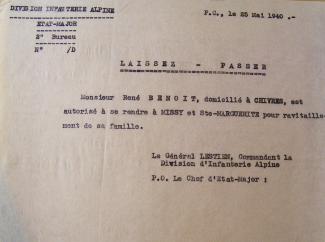 DIVISION INFANTERIE ALPINE
ETAT-MAJOR
2° Bureau
N° /D
P.C., le 25 Mai 1940 .-
LAISSEZ - PASSER
Monsieur René BENOIT, domicilié à CHIVRES, est
autorisé à se rendre à MISSY et Ste-MARGUERITE pour ravitaille-
ment de sa famille.
Le Général LESTIEN, Commandant la
Division d'Infanterie Alpine
P.O. Le Chef d'Etat-Major :